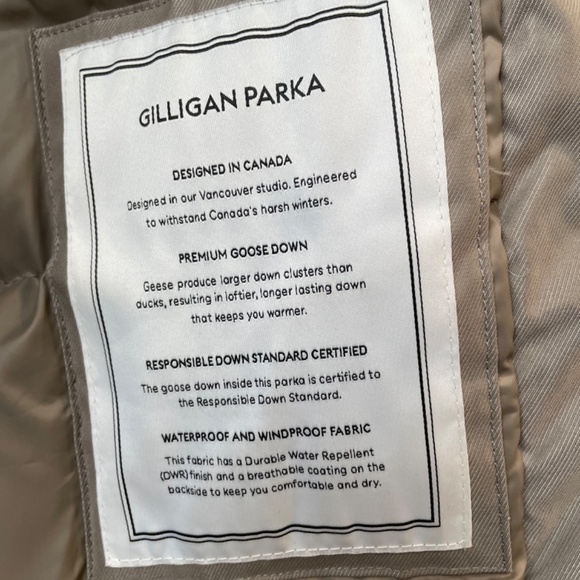 GILLIGAN PARKA
DESIGNED IN CANADA
Designed in our Vancouver studio. Engineered
to withstand Canada's harsh winters.
PREMIUM GOOSE DOWN
Geese produce larger down clusters than
ducks, resulting in loftier, longer lasting down
that keeps you warmer.
RESPONSIBLE DOWN STANDARD CERTIFIED
The goose down inside this parka is certified to
the Responsible Down Standard.
WATERPROOF AND WINDPROOF FABRIC
This fabric has a Durable Water Repellent
(DWR) finish and a breathable coating on the
backside to keep you comfortable and dry.